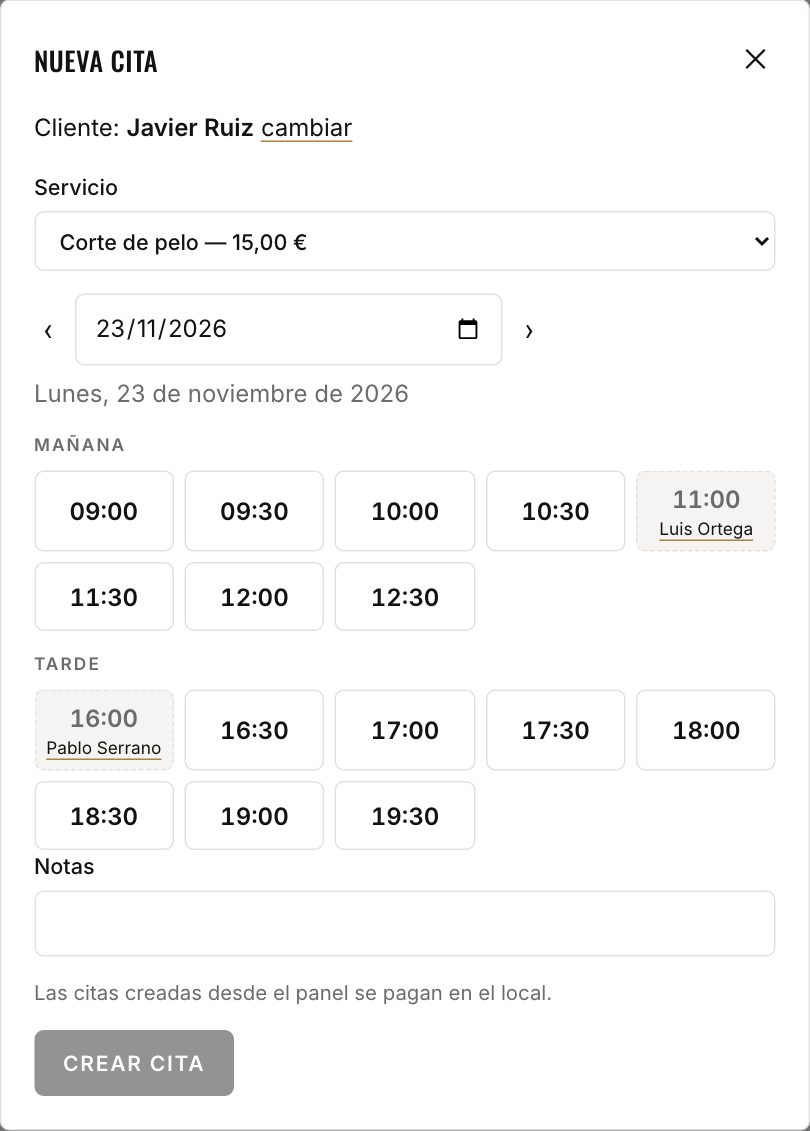 NUEVA CITA
Cliente: Javier Ruiz cambiar
Servicio
Corte de pelo — 15,00 €
‹ 23/11/2026 ›
Lunes, 23 de noviembre de 2026
MAÑANA
09:00 09:30 10:00 10:30 11:00
Luis Ortega
11:30 12:00 12:30
TARDE
16:00 16:30 17:00 17:30 18:00
Pablo Serrano
18:30 19:00 19:30
Notas
Las citas creadas desde el panel se pagan en el local.
CREAR CITA